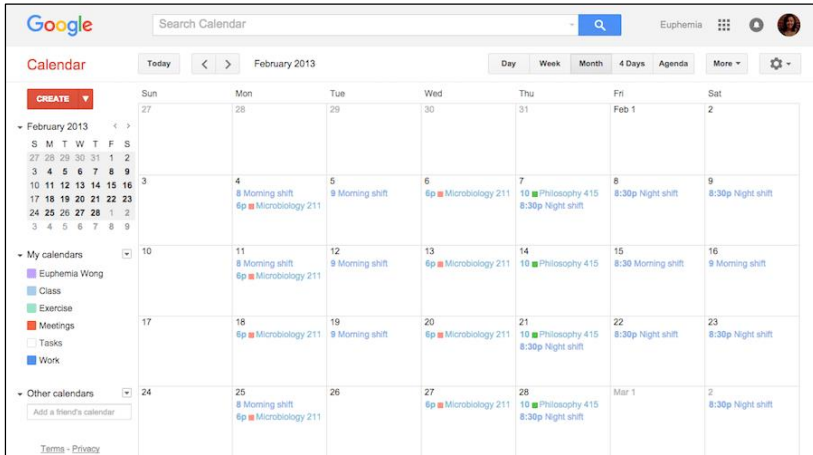 Google
Search Calendar
Euphemia
Calendar
Today
February 2013
Day Week Month 4 Days Agenda
More
CREATE
February 2013
S M T W T F S
27 28 29 30 31 1 2
3 4 5 6 7 8 9
10 11 12 13 14 15 16
17 18 19 20 21 22 23
24 25 26 27 28 1 2
3 4 5 6 7 8 9
My calendars
Euphemia Wong
Class
Exercise
Meetings
Tasks
Work
Other calendars
Add a friend's calendar
Terms - Privacy
Sun Mon Tue Wed Thu Fri Sat
27 28 29 30 31 Feb 1 2
3 4 5 6 7 8 9
8 Morning shift 9 Morning shift 6p Microbiology 211 10 Philosophy 415 8:30p Night shift 8:30p Night shift
6p Microbiology 211 8:30p Night shift
10 11 12 13 14 15 16
8 Morning shift 9 Morning shift 6p Microbiology 211 10 Philosophy 415 8:30 Morning shift 9 Morning shift
6p Microbiology 211
17 18 19 20 21 22 23
6p Microbiology 211 9 Morning shift 6p Microbiology 211 10 Philosophy 415 8:30p Night shift 8:30p Night shift
8:30p Night shift
24 25 26 27 28 Mar 1 2
8 Morning shift 6p Microbiology 211 10 Philosophy 415 8:30p Night shift
6p Microbiology 211 8:30p Night shift